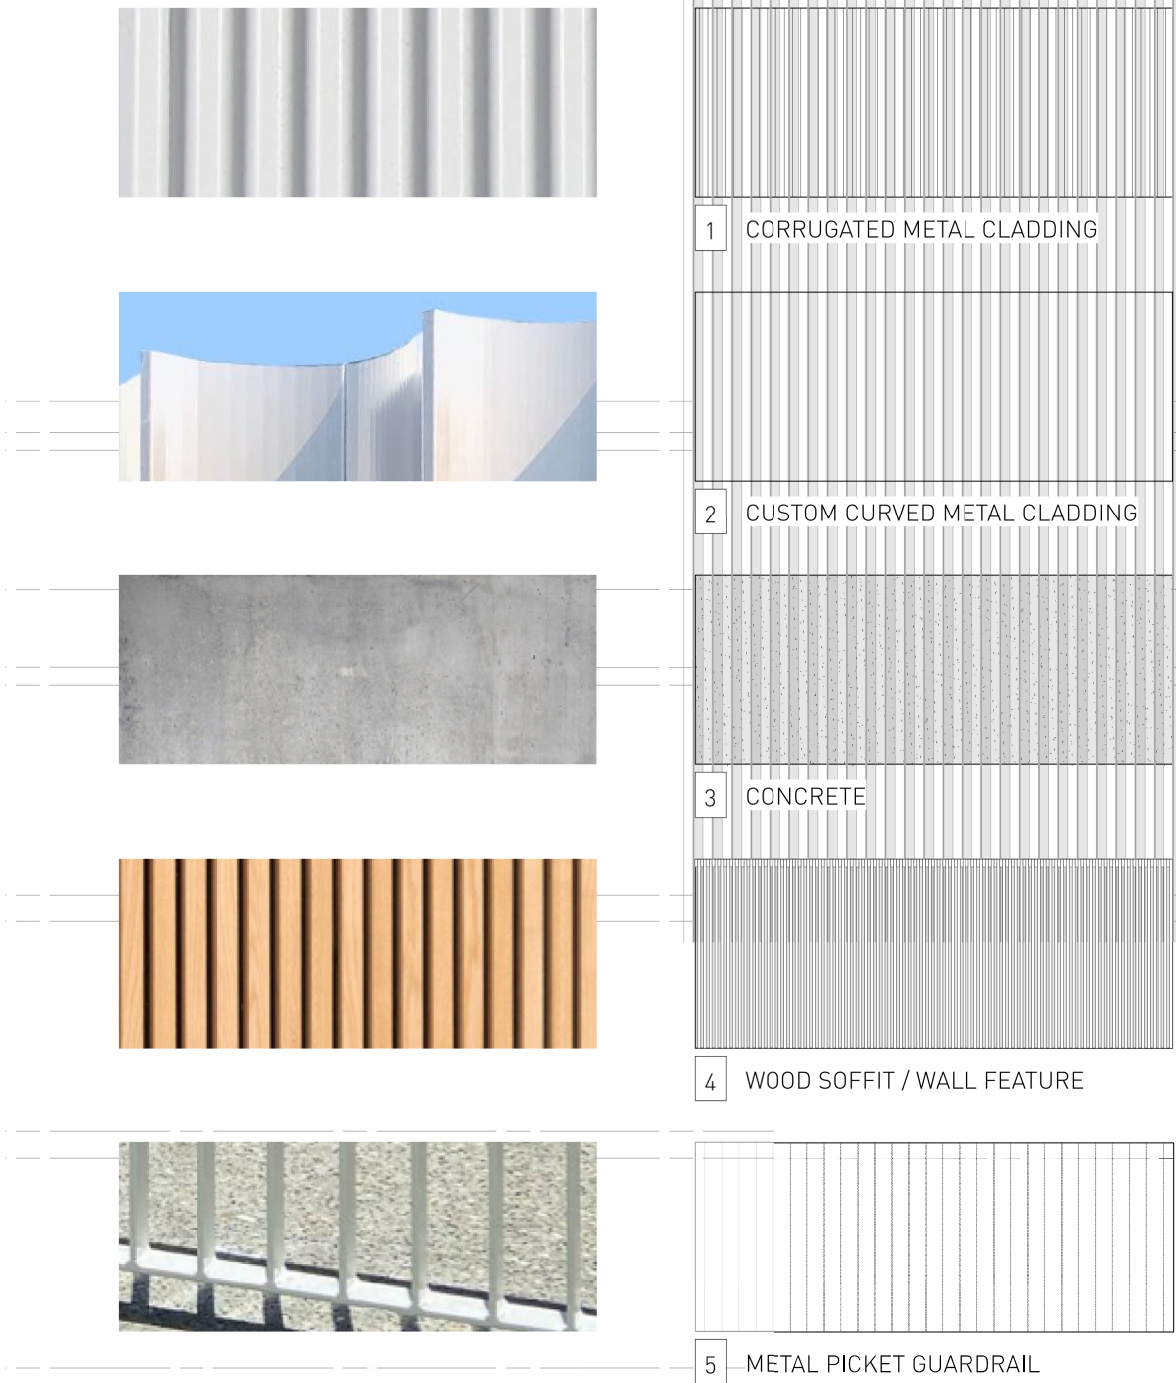 1 CORRUGATED METAL CLADDING
2 CUSTOM CURVED METAL CLADDING
3 CONCRETE
4 WOOD SOFFIT / WALL FEATURE
5 METAL PICKET GUARDRAIL